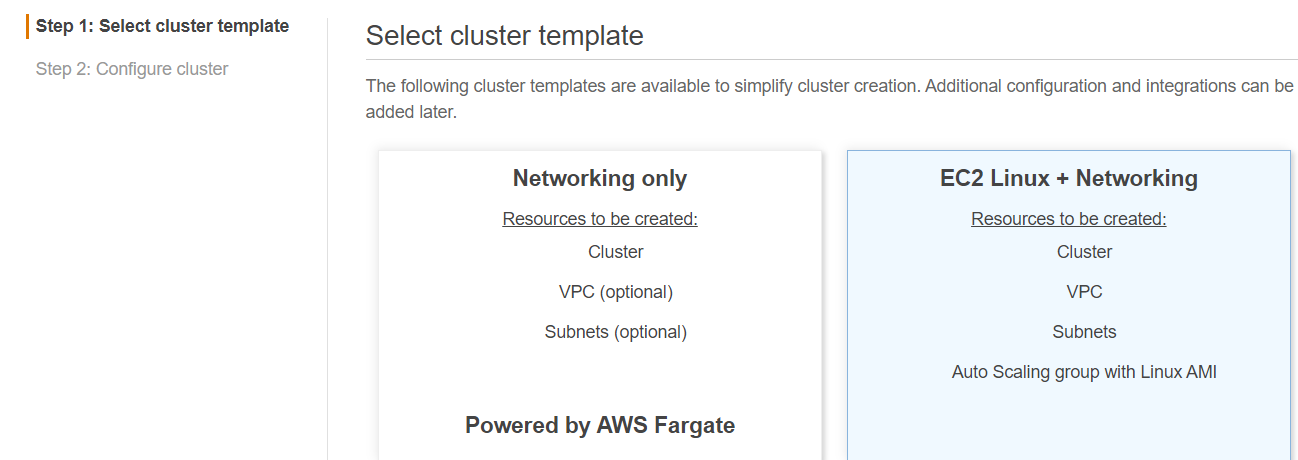 Step 1: Select cluster template
Step 2: Configure cluster
Select cluster template
The following cluster templates are available to simplify cluster creation. Additional configuration and integrations can be
added later.
Networking only
Resources to be created:
Cluster
VPC (optional)
Subnets (optional)
Powered by AWS Fargate
EC2 Linux + Networking
Resources to be created:
Cluster
VPC
Subnets
Auto Scaling group with Linux AMI